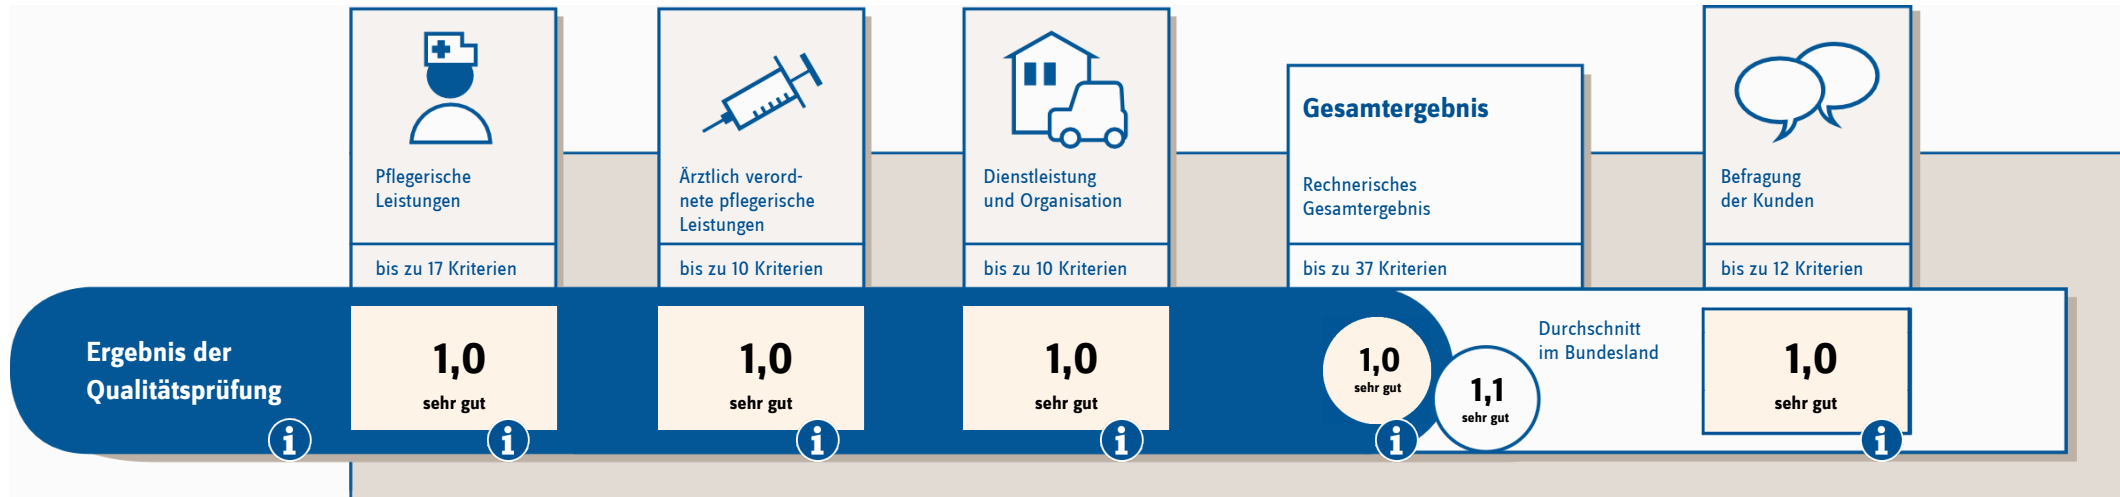 Pflegerische
Leistungen
bis zu 17 Kriterien
Ärztlich verord-
nete pflegerische
Leistungen
bis zu 10 Kriterien
Dienstleistung
und Organisation
bis zu 10 Kriterien
Gesamtergebnis
Rechnerisches
Gesamtergebnis
bis zu 37 Kriterien
Befragung
der Kunden
bis zu 12 Kriterien
Ergebnis der
Qualitätsprüfung
i
1,0
sehr gut
i
1,0
sehr gut
i
1,0
sehr gut
i
1,0
sehr gut
i
1,1
sehr gut
Durchschnitt
im Bundesland
1,0
sehr gut
i